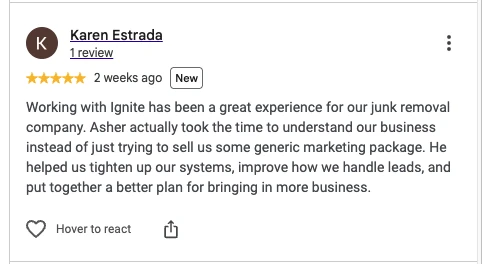 K
Karen Estrada
1 review
2 weeks ago New
Working with Ignite has been a great experience for our junk removal
company. Asher actually took the time to understand our business
instead of just trying to sell us some generic marketing package. He
helped us tighten up our systems, improve how we handle leads, and
put together a better plan for bringing in more business.
Hover to react